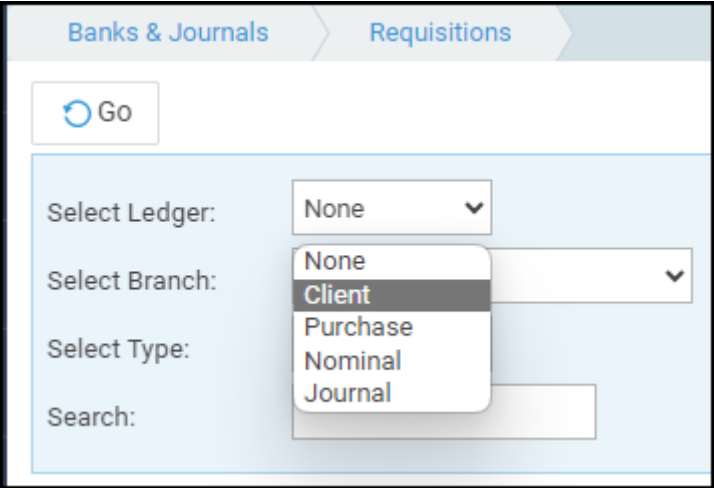 Banks & Journals Requisitions
Go
Select Ledger: None
None
Select Branch:
Client
Purchase
Select Type:
Nominal
Journal
Search: